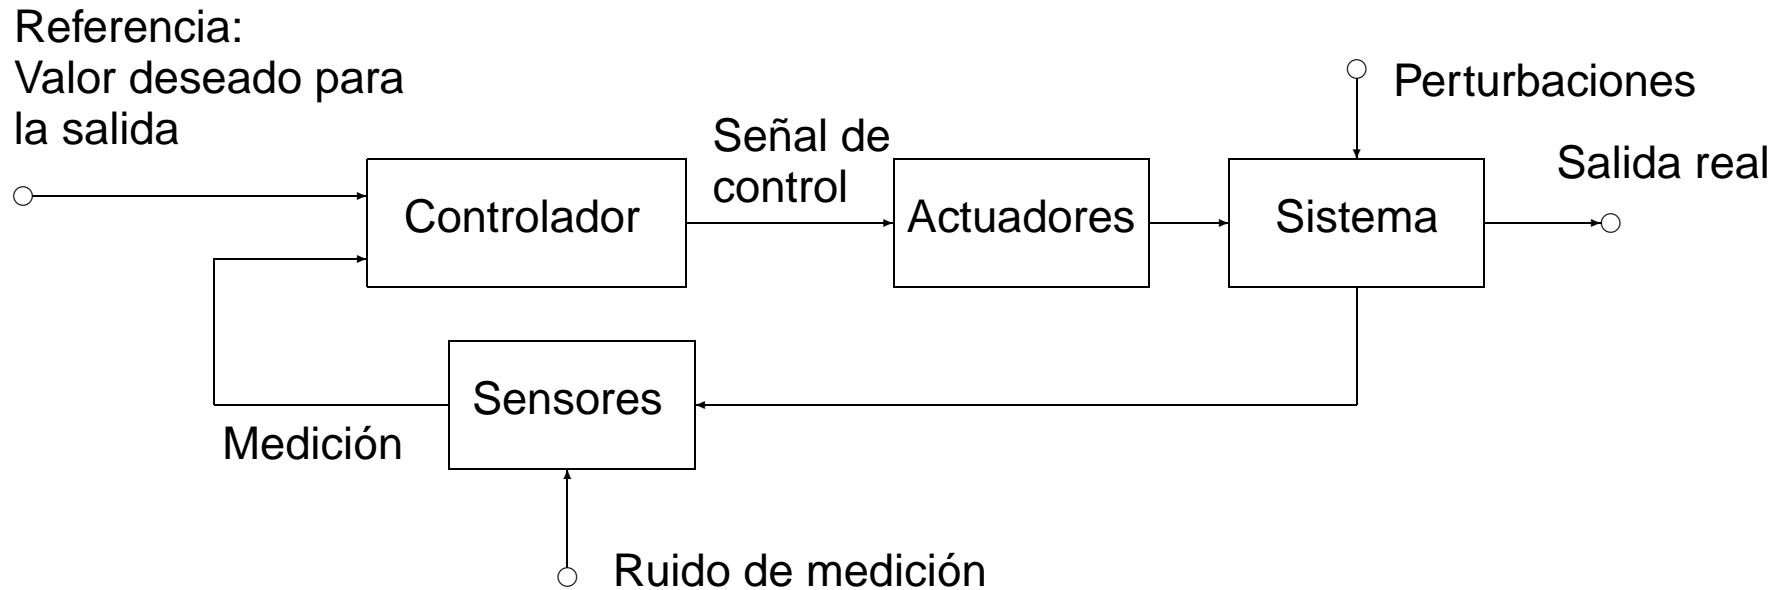 Referencia:
Valor deseado para
la salida
Perturbaciones
Señal de
control
Salida real
Controlador
Actuadores
Sistema
Sensores
Medición
Ruido de medición